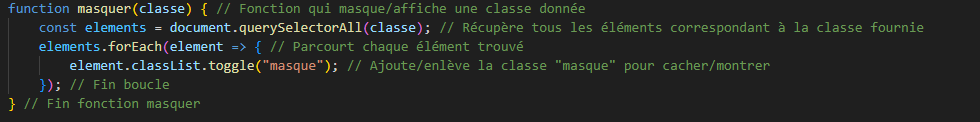 function masquer(classe) { // Fonction qui masque/affiche une classe donnée
const elements = document.querySelectorAll(classe); // Récupère tous les éléments correspondant à la classe fournie
elements.forEach(element => { // Parcourt chaque élément trouvé
element.classList.toggle("masque"); // Ajoute/enlève la classe "masque" pour cacher/montrer
}); // Fin boucle
} // Fin fonction masquer